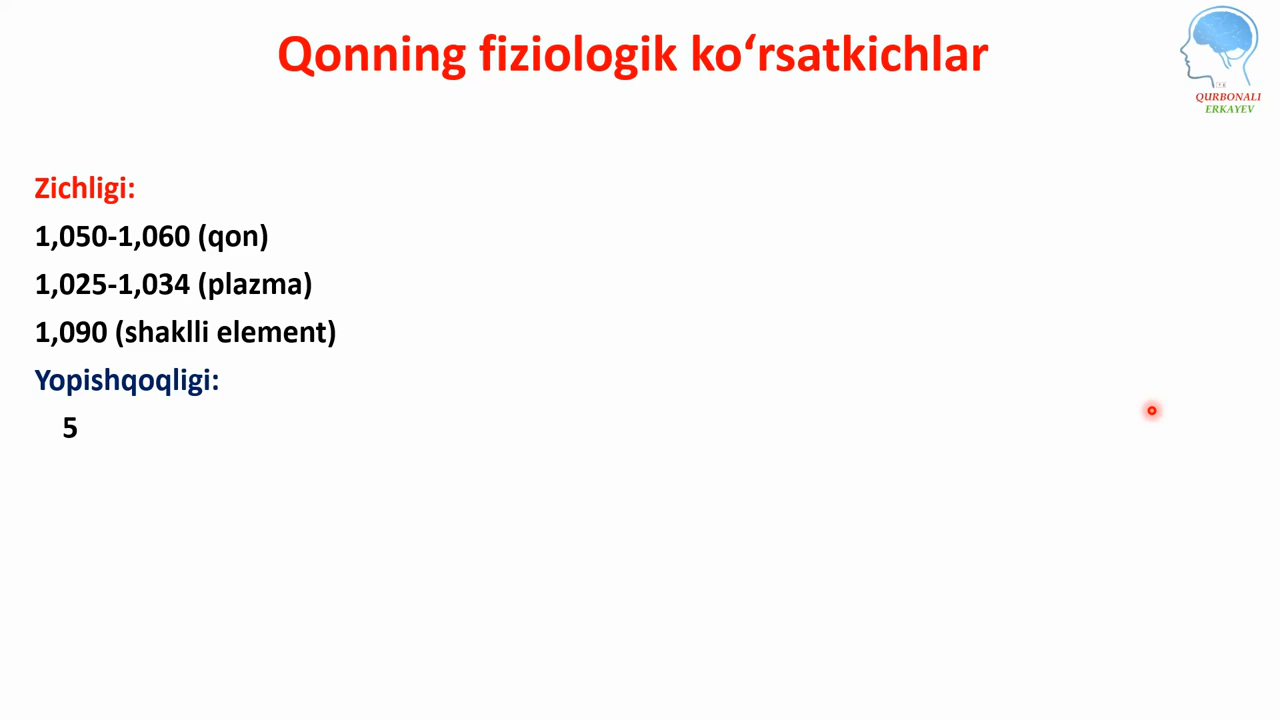 Qonning fiziologik ko‘rsatkichlar
QURBONALI
ERKAYEV
Zichligi:
1,050-1,060 (qon)
1,025-1,034 (plazma)
1,090 (shaklli element)
Yopishqoqligi:
5